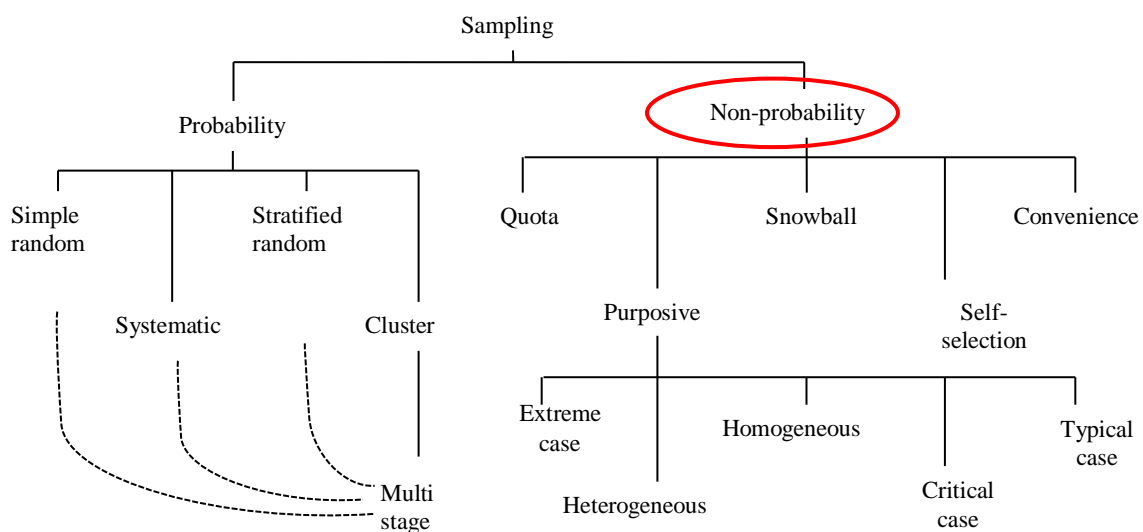 Sampling
Probability
Non-probability
Simple
random
Stratified
random
Quota
Snowball
Convenience
Systematic
Cluster
Purposive
Self-
selection
Extreme
case
Homogeneous
Typical
case
Multi
stage
Heterogeneous
Critical
case